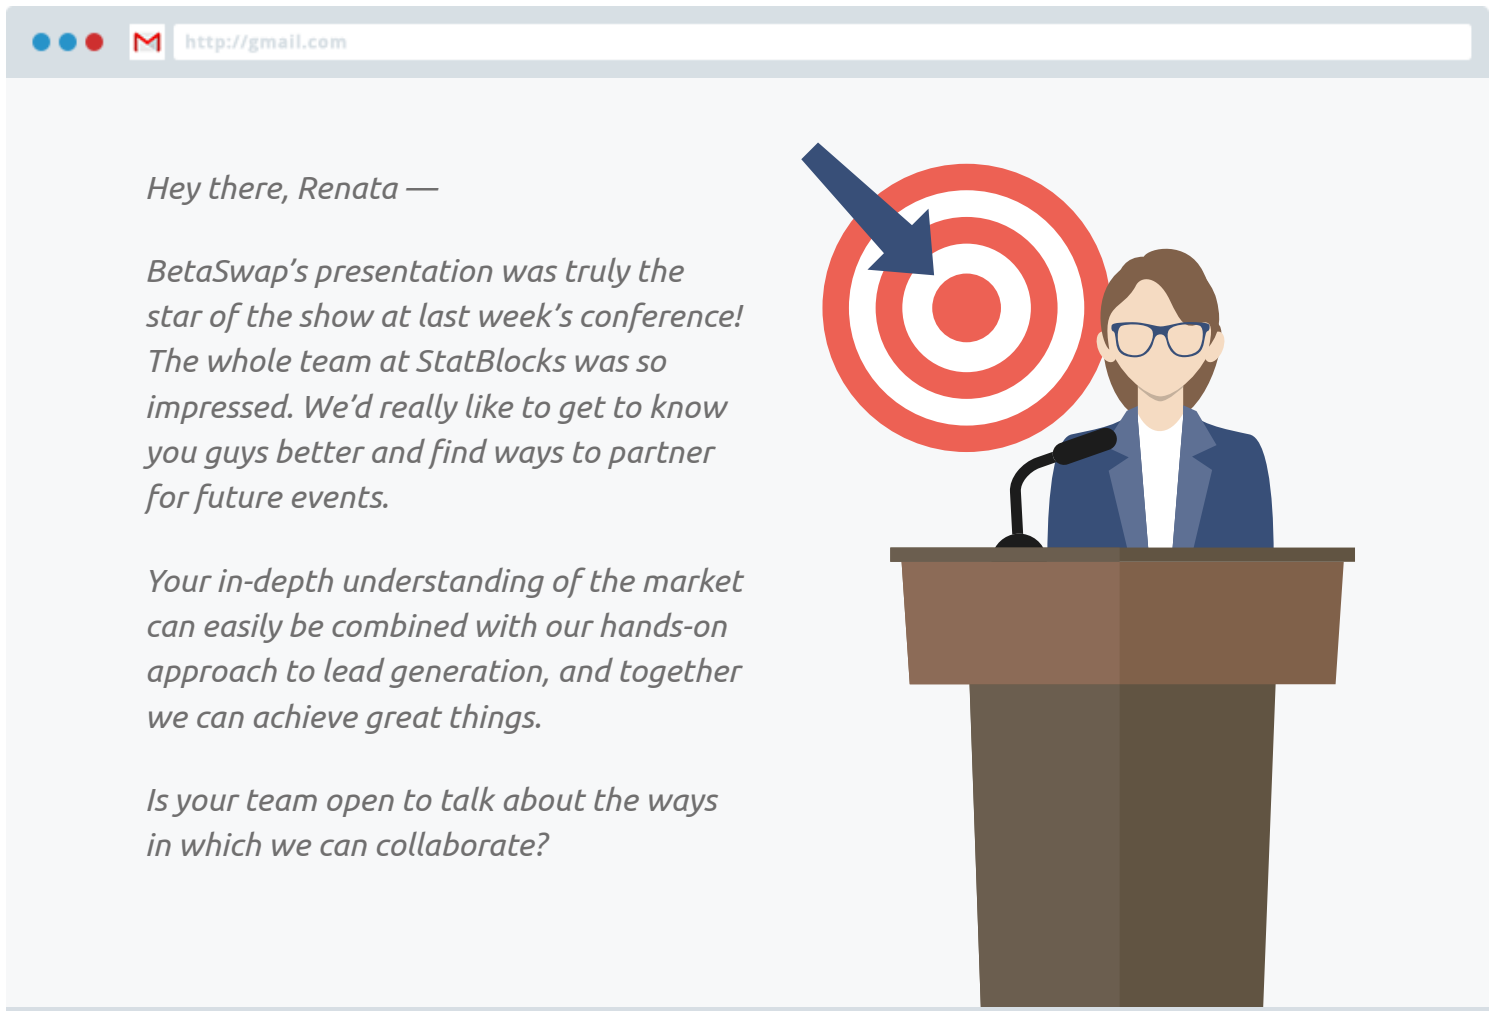 http://gmail.com
Hey there, Renata —
BetaSwap’s presentation was truly the
star of the show at last week’s conference!
The whole team at StatBlocks was so
impressed. We’d really like to get to know
you guys better and find ways to partner
for future events.
Your in-depth understanding of the market
can easily be combined with our hands-on
approach to lead generation, and together
we can achieve great things.
Is your team open to talk about the ways
in which we can collaborate?